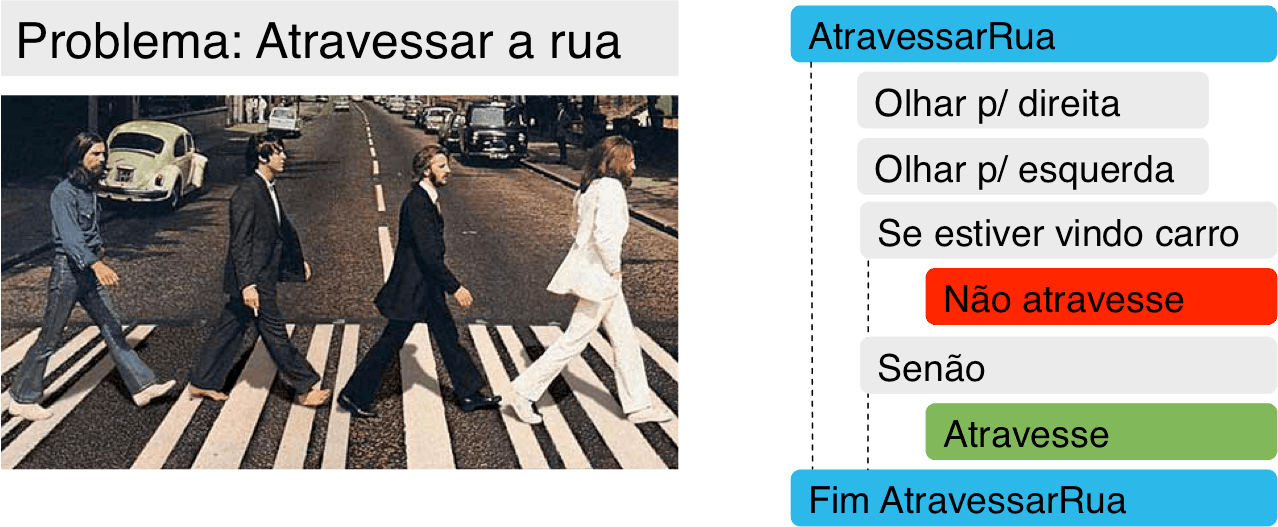 Problema: Atravessar a rua
AtravessarRua
Olhar p/ direita
Olhar p/ esquerda
Se estiver vindo carro
Não atravesse
Senão
Atravesse
Fim AtravessarRua